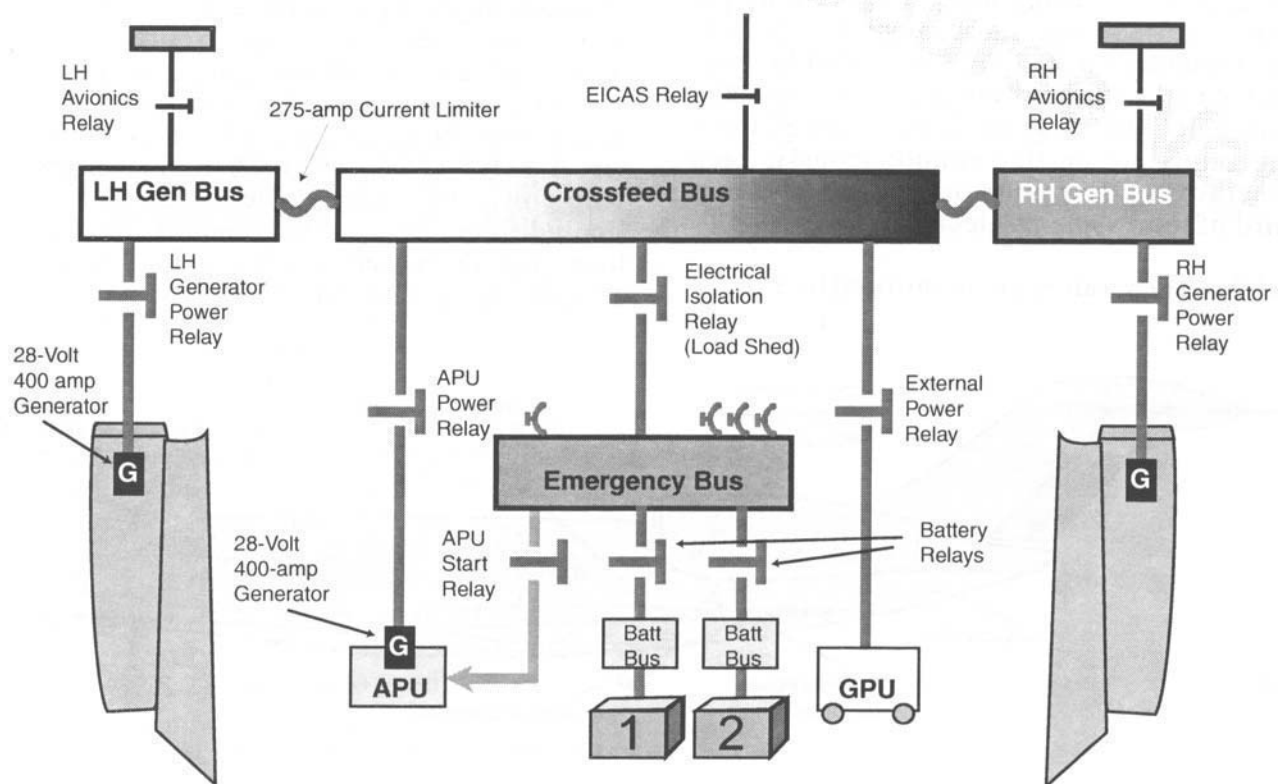 LH
Avionics
Relay
275-amp Current Limiter
EICAS Relay
RH
Avionics
Relay
LH Gen Bus
Crossfeed Bus
RH Gen Bus
LH
Generator
Power
Relay
Electrical
Isolation
Relay
(Load Shed)
RH
Generator
Power
Relay
28-Volt
400 amp
Generator
APU
Power
Relay
External
Power
Relay
G
Emergency Bus
G
28-Volt
400-amp
Generator
APU
Start
Relay
Battery
Relays
G
APU
Batt
Bus
Batt
Bus
GPU
1
2